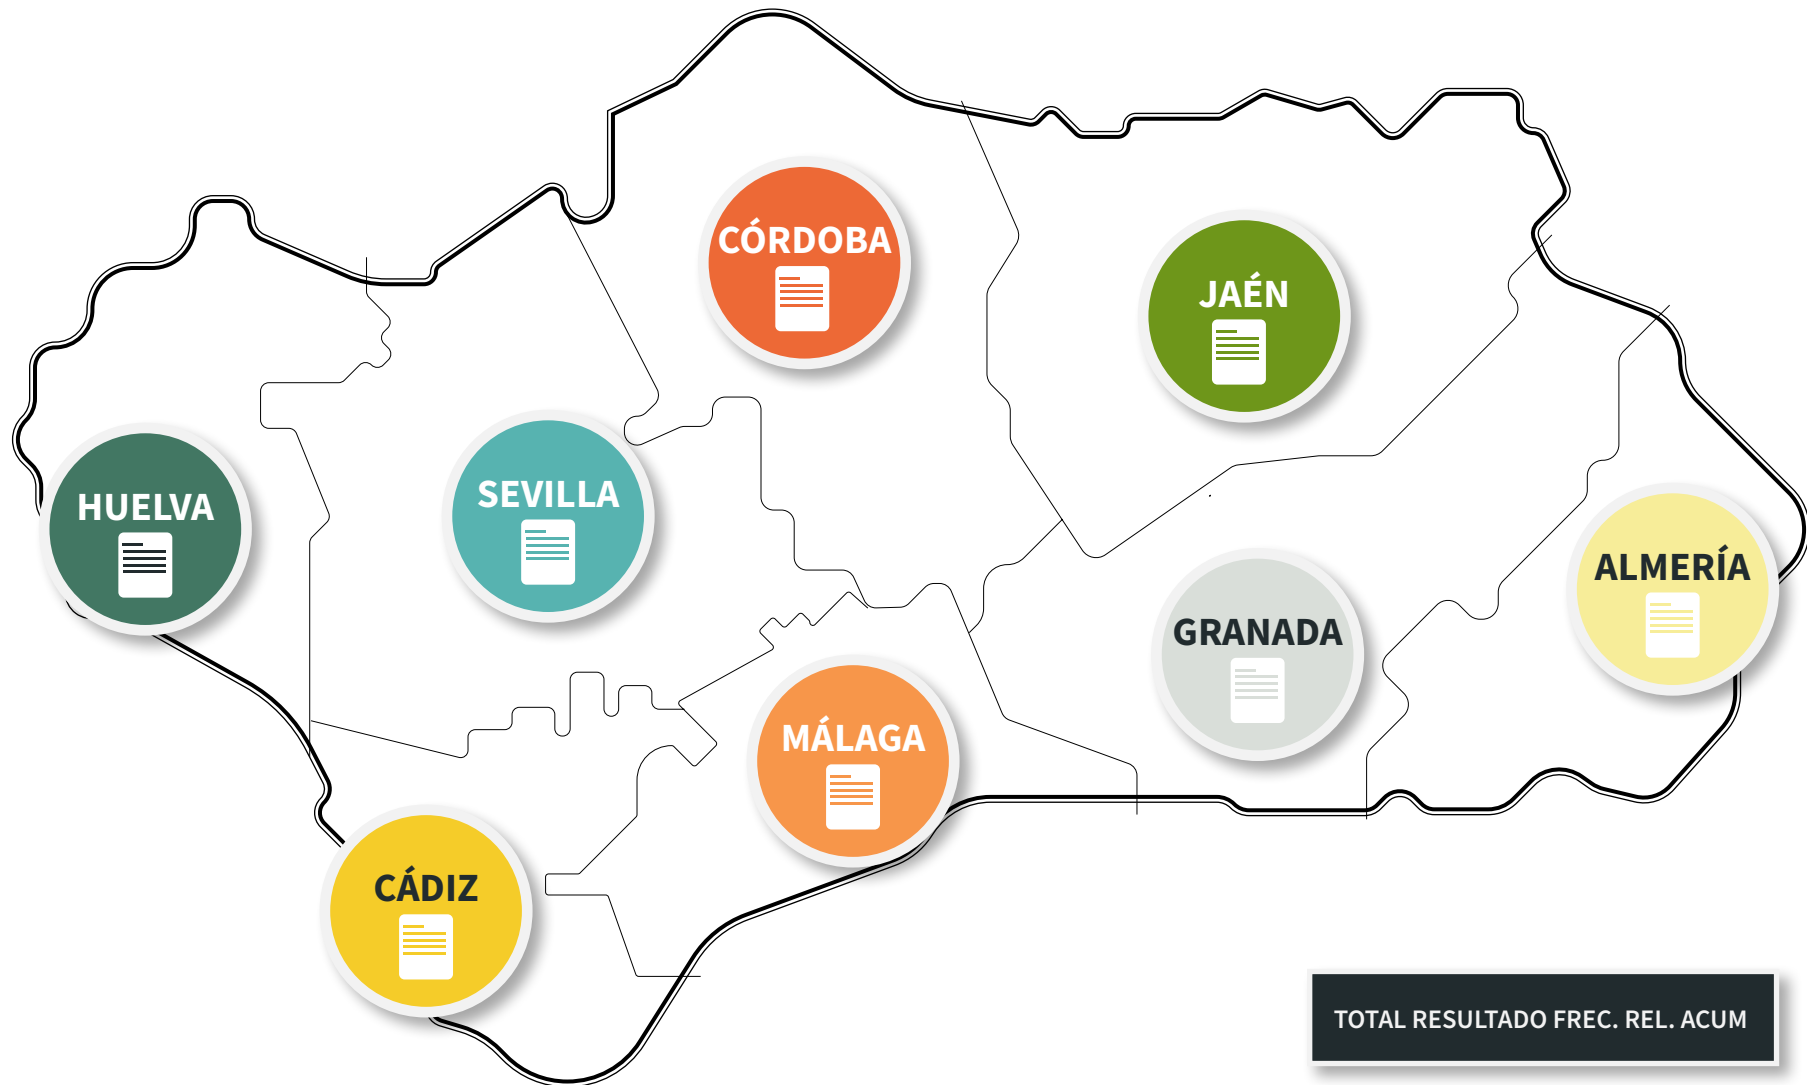 CÓRDOBA
JAÉN
SEVILLA
HUELVA
ALMERÍA
GRANADA
MÁLAGA
CÁDIZ
TOTAL RESULTADO FREC. REL. ACUM